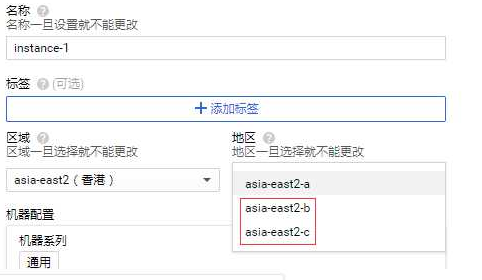 名称
名称一旦设置就不能更改
instance-1
标签 (可选)
添加标签
区域
区域一旦选择就不能更改
asia-east2（香港）
地区
地区一旦选择就不能更改
asia-east2-a
asia-east2-b
asia-east2-c
机器配置
机器系列
通用